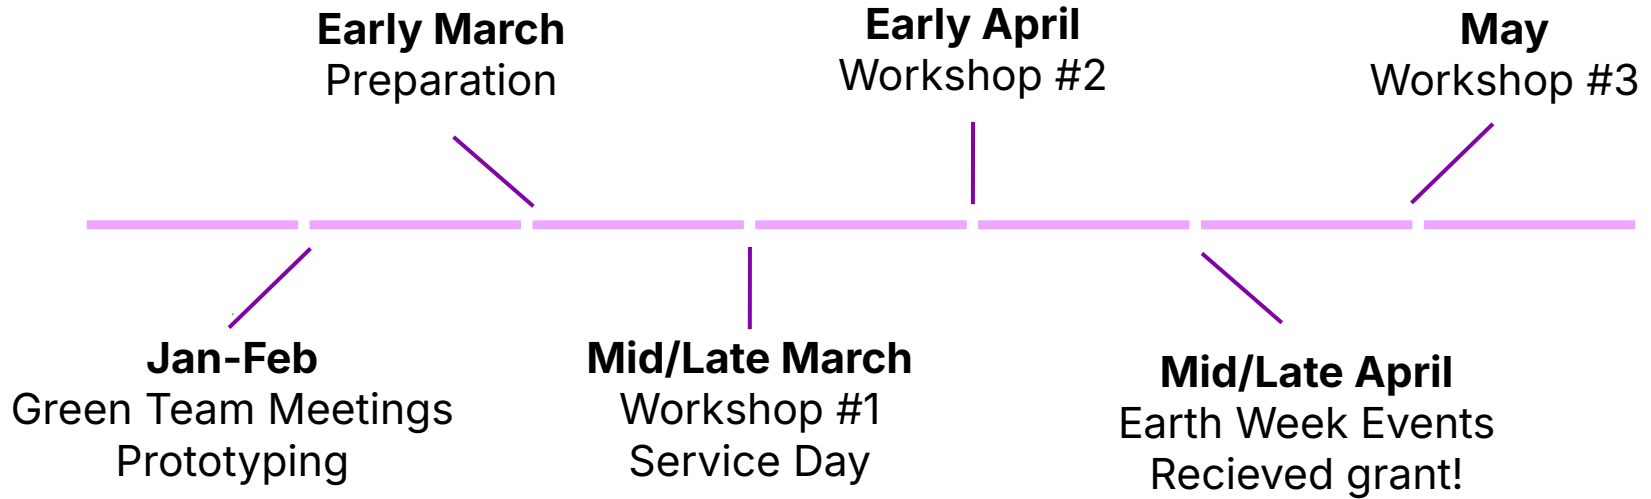 Early March
Preparation
Early April
Workshop #2
May
Workshop #3
Jan-Feb
Green Team Meetings
Prototyping
Mid/Late March
Workshop #1
Service Day
Mid/Late April
Earth Week Events
Recieved grant!